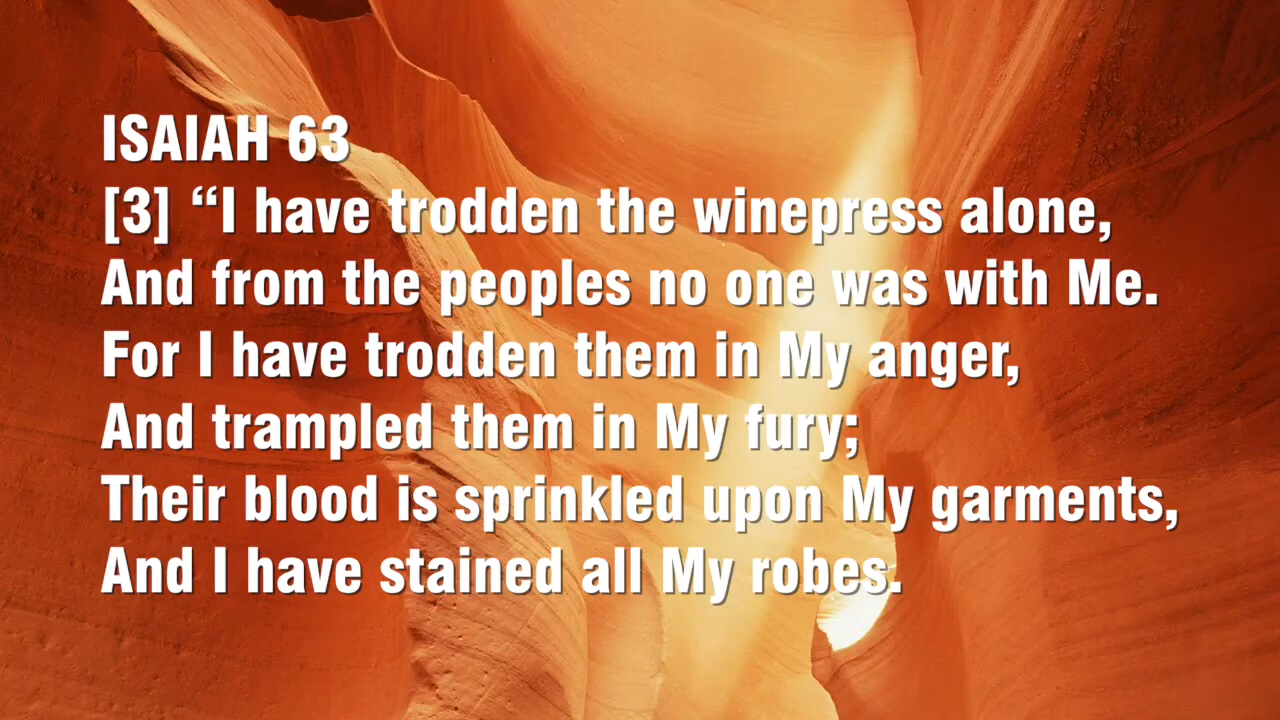 ISAIAH 63
[3] “I have trodden the winepress alone,
And from the peoples no one was with Me.
For I have trodden them in My anger,
And trampled them in My fury;
Their blood is sprinkled upon My garments,
And I have stained all My robes.